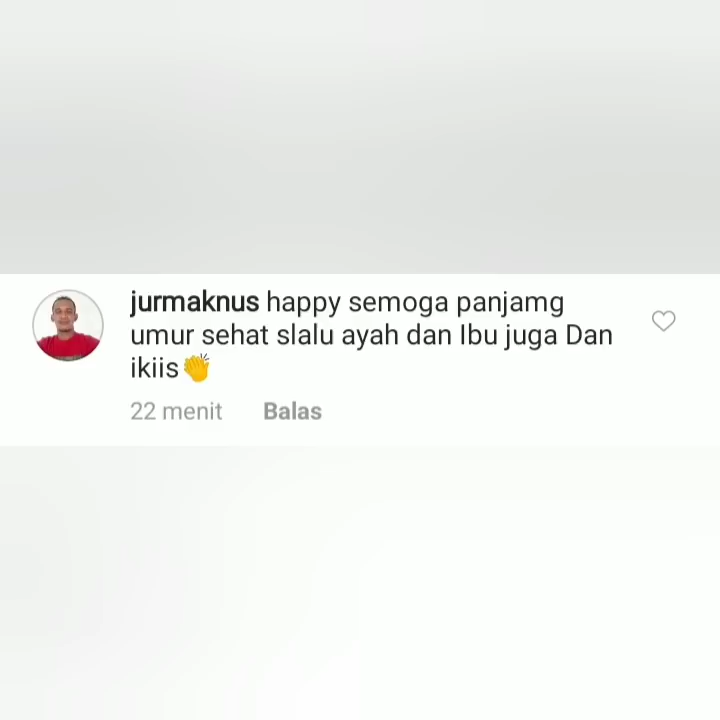 jurmaknus happy semoga panjamg
umur sehat slalu ayah dan Ibu juga Dan
ikiis👏
22 menit Balas